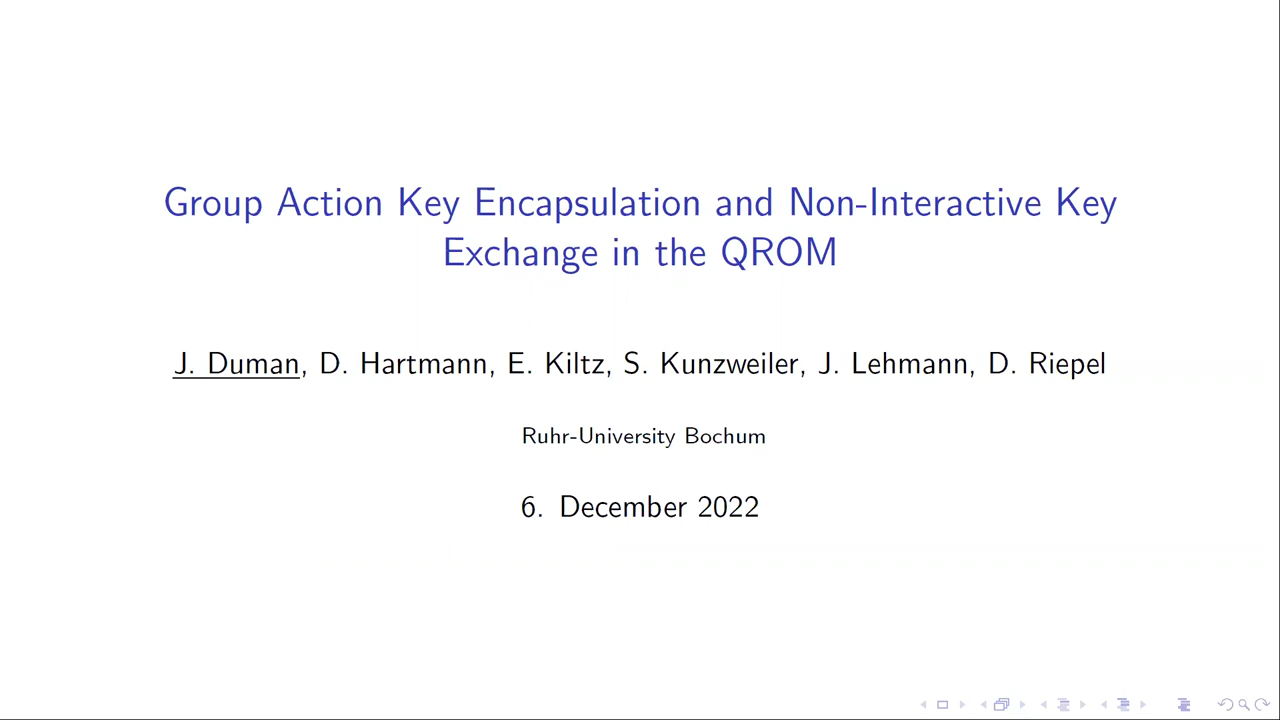 Group Action Key Encapsulation and Non-Interactive Key
Exchange in the QROM
J. Duman, D. Hartmann, E. Kiltz, S. Kunzweiler, J. Lehmann, D. Riepel
Ruhr-University Bochum
6. December 2022